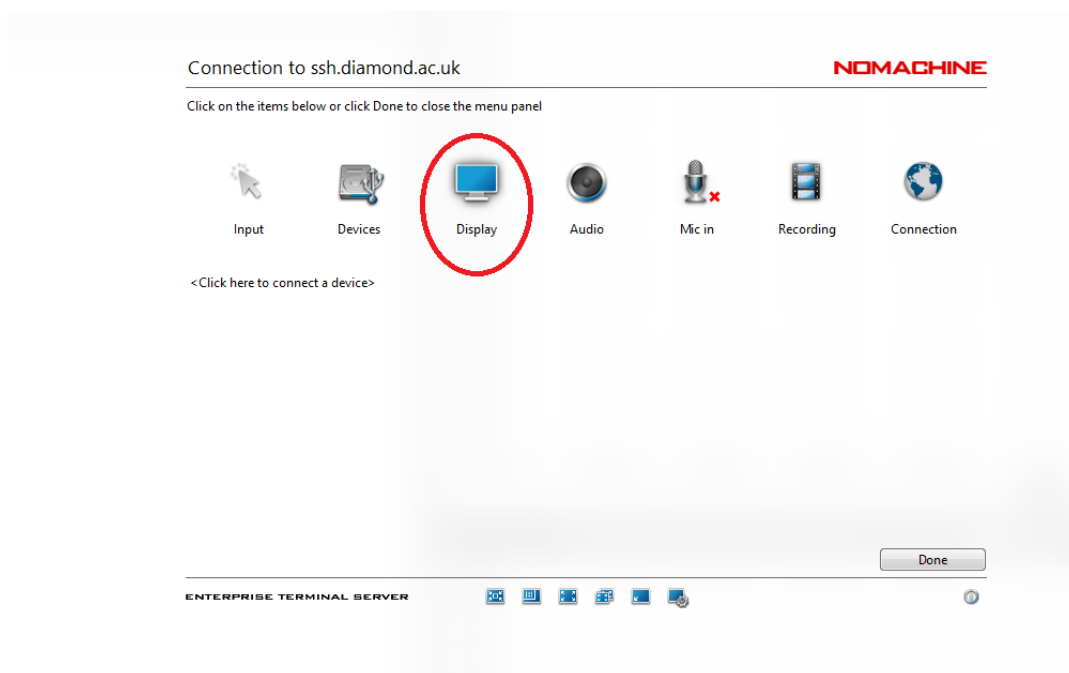 Connection to ssh.diamond.ac.uk NOMACHINE
Click on the items below or click Done to close the menu panel
Input Devices Display Audio Mic in Recording Connection
<Click here to connect a device>
Done
ENTERPRISE TERMINAL SERVER